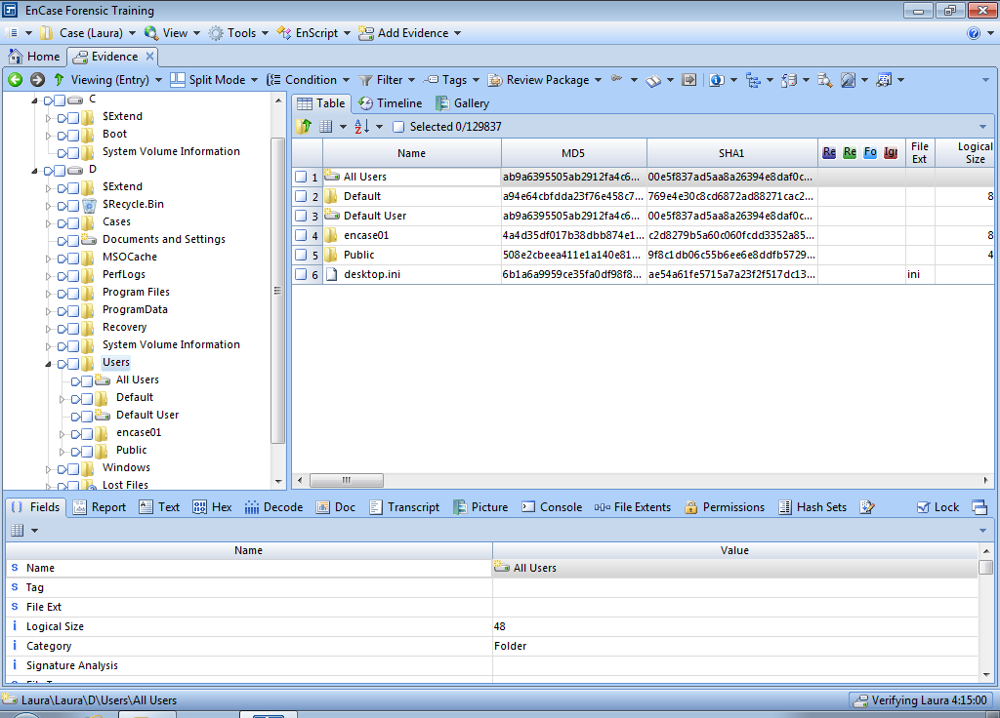 EnCase Forensic Training
Case (Laura) View Tools EnScript Add Evidence
Home Evidence
Viewing (Entry) Split Mode Condition Filter Tags Review Package
C
$Extend
Boot
System Volume Information
D
$Extend
$Recycle.Bin
Cases
Documents and Settings
MSOCache
PerfLogs
Program Files
ProgramData
Recovery
System Volume Information
Users
All Users
Default
Default User
encase01
Public
Windows
Lost Files
Table Timeline Gallery
Selected 0/129837
Name MD5 SHA1 Re Re Fo Ign File Ext Logical Size
1 All Users ab9a6395505ab2912fa4c6... 00e5f837ad5aa8a26394e8daf0c...
2 Default a94e64cbfdda23f76e458c7... 769e4e30c8cd6872ad88271cac2... 8
3 Default User ab9a6395505ab2912fa4c6... 00e5f837ad5aa8a26394e8daf0c...
4 encase01 4a4d35df017b38dbb874e1... c2d8279b5a60c060fcdd3352a85... 8
5 Public 508e2cbeea411e1a140e81... 9f8c1db06c55b6ee6e8ddfb5729... 4
6 desktop.ini 6b1a6a9959ce35fa0df98f8... ae54a61fe5715a7a23f2f517dc13... ini
Fields Report Text Hex Decode Doc Transcript Picture Console File Extents Permissions Hash Sets Lock
Name Value
S Name All Users
S Tag
S File Ext
i Logical Size 48
i Category Folder
i Signature Analysis
Laura\Laura\D\Users\All Users Verifying Laura 4:15:00